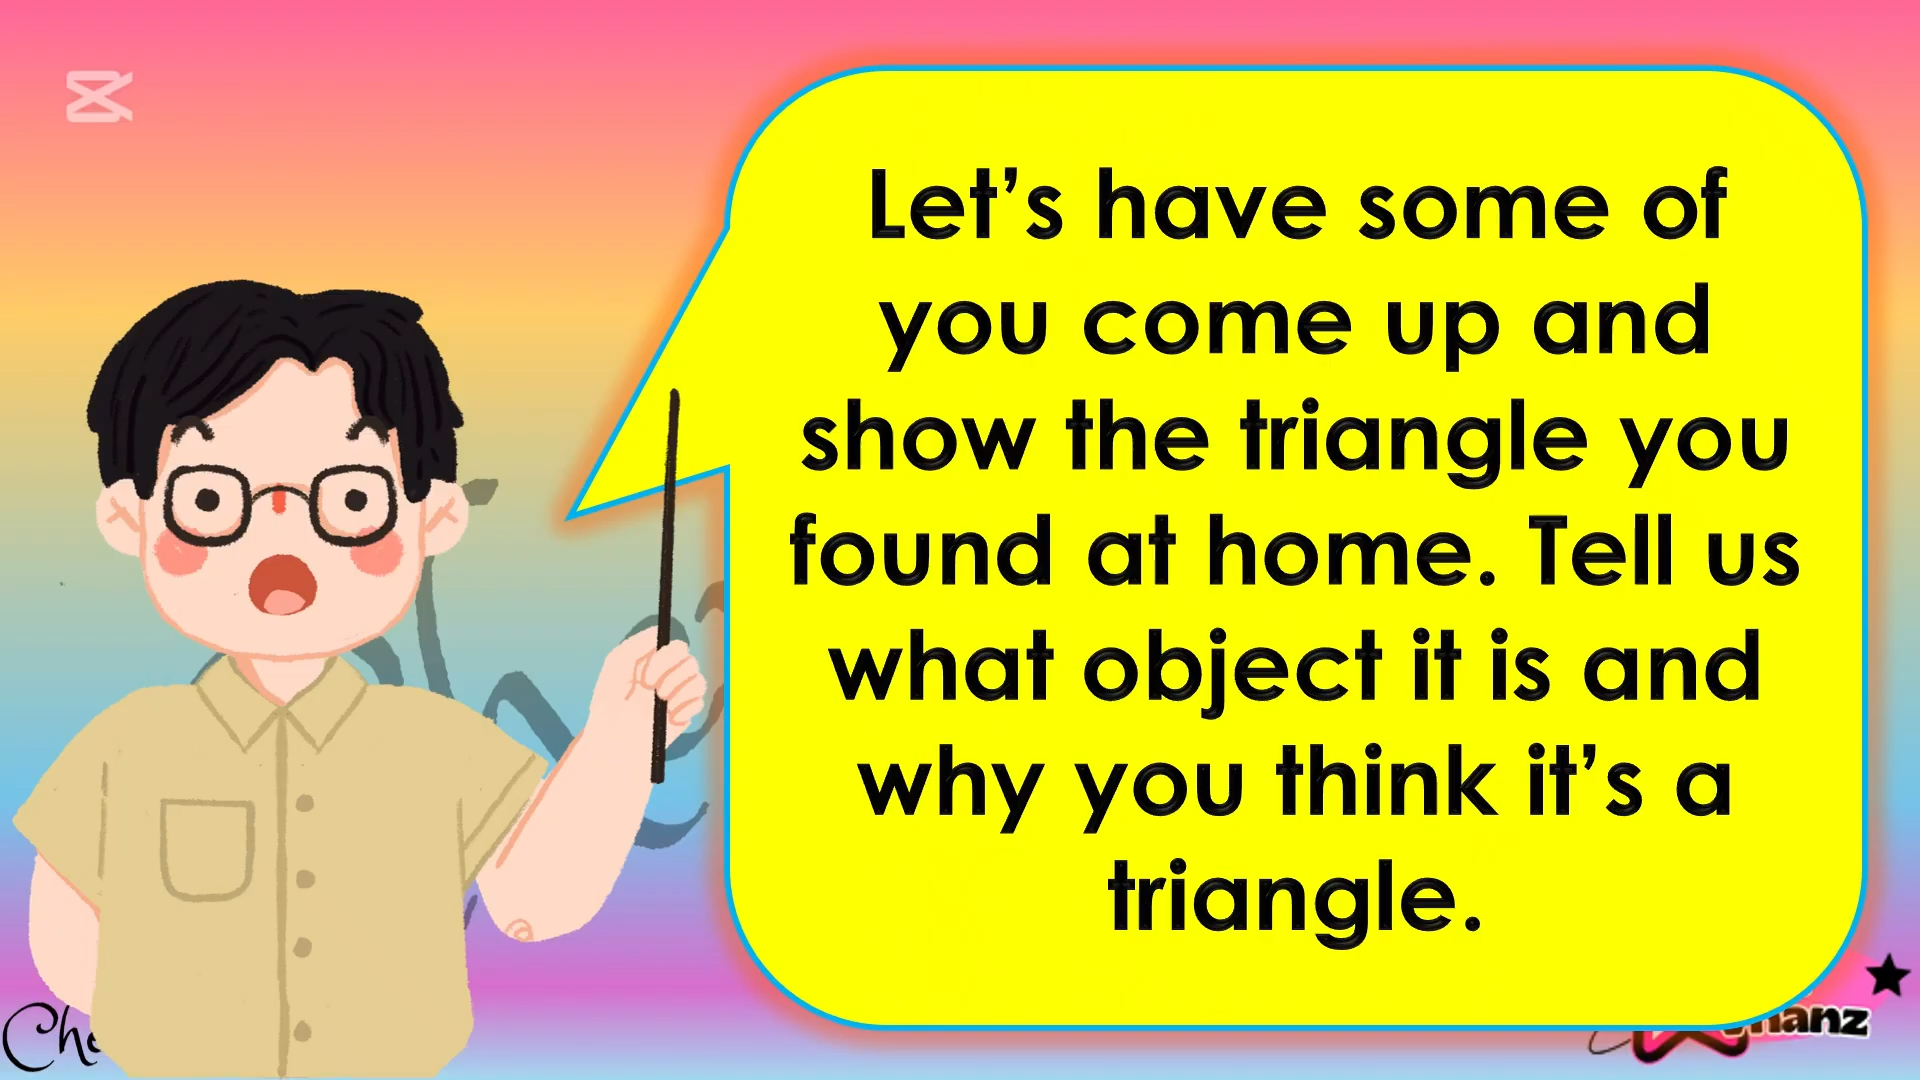 Let’s have some of
you come up and
show the triangle you
found at home. Tell us
what object it is and
why you think it’s a
triangle.